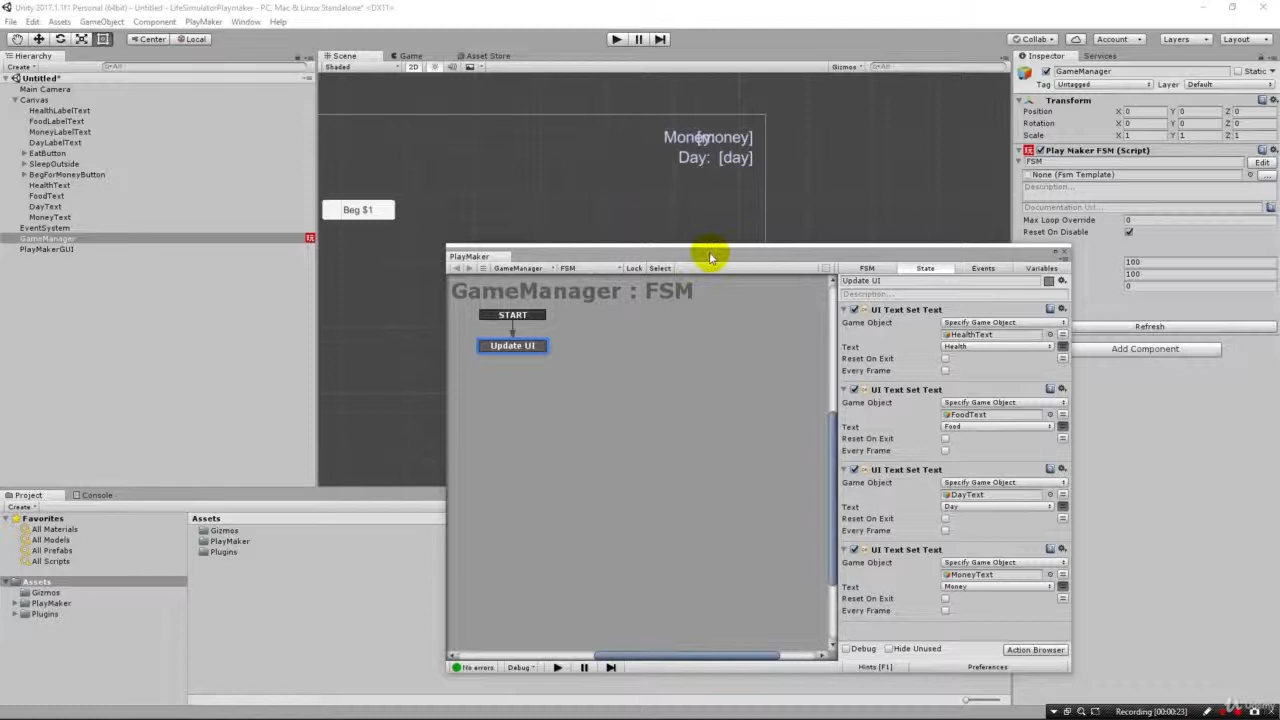 Unity 2017.1.1f1 Personal (64bit) - Untitled - LifeSimulatorPlaymaker - PC, Mac & Linux Standalone* <DX11>
File Edit Assets GameObject Component PlayMaker Window Help
Center Local
Collab Account Layers Layout
Hierarchy
Create All
Untitled*
Main Camera
Canvas
HealthLabelText
FoodLabelText
MoneyLabelText
DayLabelText
EatButton
SleepOutside
BegForMoneyButton
HealthText
FoodText
DayText
MoneyText
EventSystem
GameManager
PlayMakerGUI
Scene Game Asset Store
Shaded 2D Gizmos All
[money]
Day: [day]
Beg $1
PlayMaker
GameManager FSM Lock Select
GameManager : FSM
START
Update UI
FSM State Events Variables
Update UI
Description...
UI Text Set Text
Game Object Specify Game Object
HealthText
Text Health
Reset On Exit
Every Frame
UI Text Set Text
Game Object Specify Game Object
FoodText
Text Food
Reset On Exit
Every Frame
UI Text Set Text
Game Object Specify Game Object
DayText
Text Day
Reset On Exit
Every Frame
UI Text Set Text
Game Object Specify Game Object
MoneyText
Text Money
Reset On Exit
Every Frame
Debug Hide Unused Action Browser
No errors Debug Hints [F1] Preferences
Inspector Services
GameManager Static
Tag Untagged Layer Default
Transform
Position X 0 Y 0 Z 0
Rotation X 0 Y 0 Z 0
Scale X 1 Y 1 Z 1
Play Maker FSM (Script)
FSM Edit
None (Fsm Template) ...
Description...
Documentation Url...
Max Loop Override 0
Reset On Disable
100
100
0
Refresh
Add Component
Project Console
Create
Favorites
All Materials
All Models
All Prefabs
All Scripts
Assets
Gizmos
PlayMaker
Plugins
Assets
Gizmos
PlayMaker
Plugins
Udemy
Recording [00:00:23]